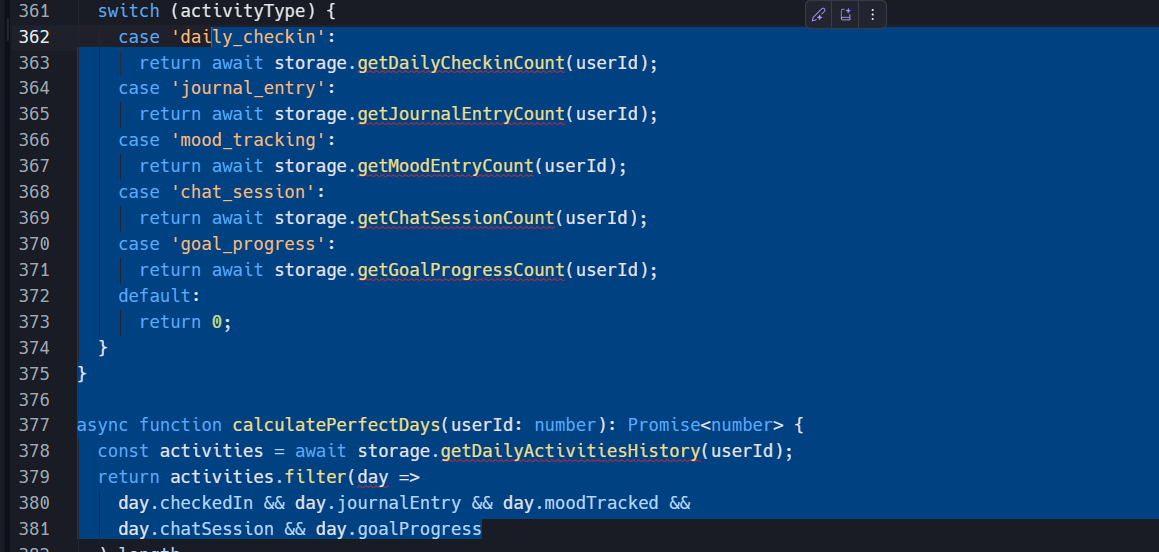 361 switch (activityType) {
362 case 'daily_checkin':
363 return await storage.getDailyCheckinCount(userId);
364 case 'journal_entry':
365 return await storage.getJournalEntryCount(userId);
366 case 'mood_tracking':
367 return await storage.getMoodEntryCount(userId);
368 case 'chat_session':
369 return await storage.getChatSessionCount(userId);
370 case 'goal_progress':
371 return await storage.getGoalProgressCount(userId);
372 default:
373 return 0;
374 }
375 }
376
377 async function calculatePerfectDays(userId: number): Promise<number> {
378 const activities = await storage.getDailyActivitiesHistory(userId);
379 return activities.filter(day =>
380 day.checkedIn && day.journalEntry && day.moodTracked &&
381 day.chatSession && day.goalProgress
382 ).length